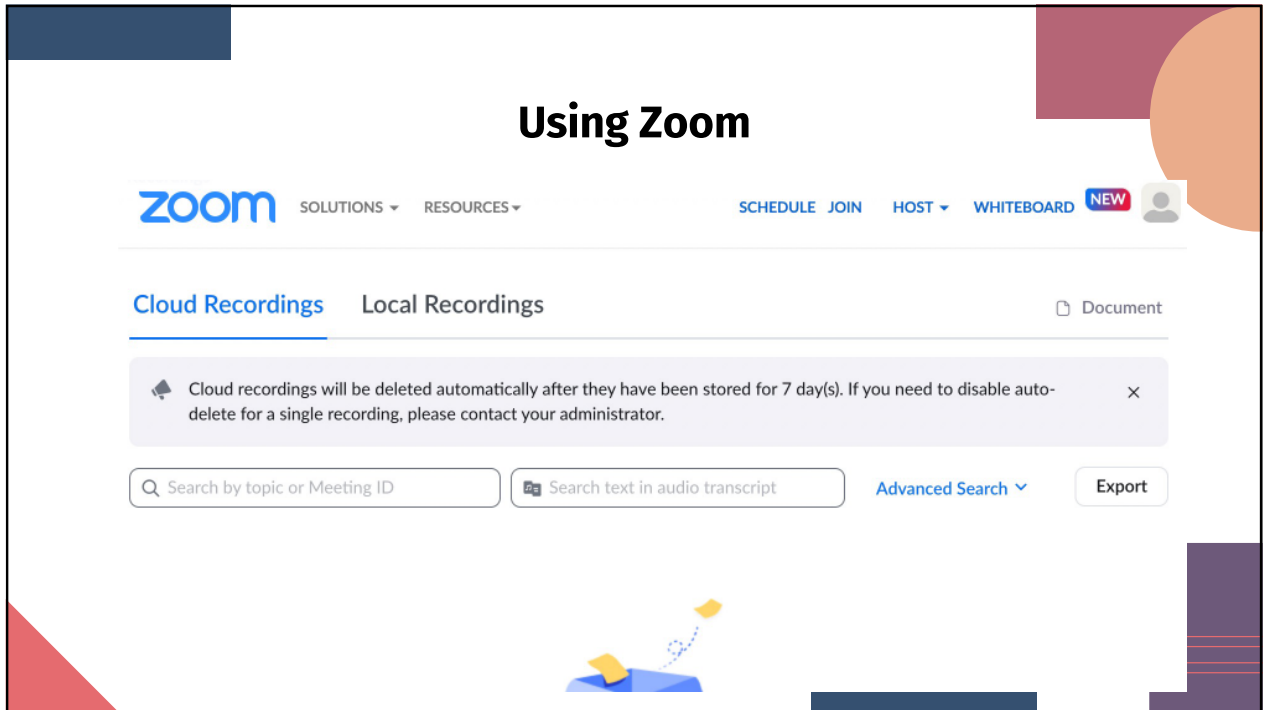 Using Zoom
zoom SOLUTIONS RESOURCES SCHEDULE JOIN HOST WHITEBOARD NEW
Cloud Recordings Local Recordings Document
Cloud recordings will be deleted automatically after they have been stored for 7 day(s). If you need to disable auto-
delete for a single recording, please contact your administrator.
Search by topic or Meeting ID Search text in audio transcript Advanced Search Export